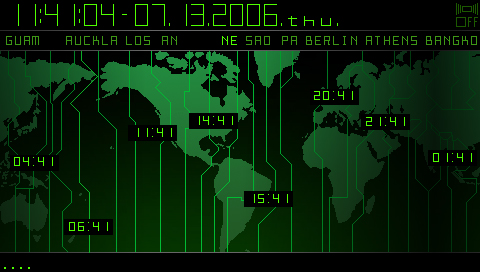 11:41:04-07.13.2006.thu.
OFF
GUAM AUCKLA LOS AN NE SAO PA BERLIN ATHENS BANGKO
20:41
14:41
21:41
11:41
04:41
01:41
15:41
06:41